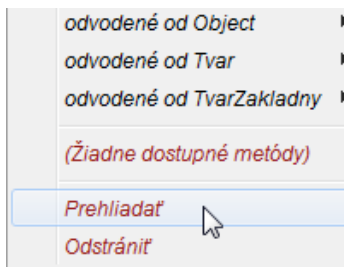 odvodené od Object
odvodené od Tvar
odvodené od TvarZakladny
(Žiadne dostupné metódy)
Prehliadať
Odstrániť